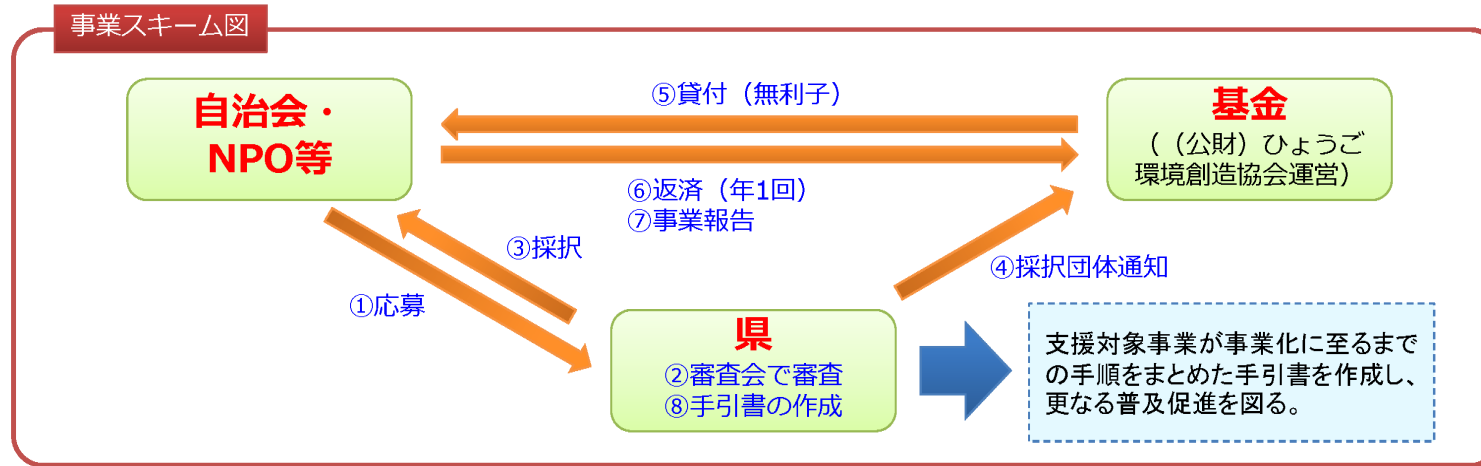 事業スキーム図
自治会・
NPO等
⑤貸付（無利子）
基金
（（公財）ひょうご
環境創造協会運営）
⑥返済（年1回）
⑦事業報告
③採択
①応募
④採択団体通知
県
②審査会で審査
⑧手引書の作成
支援対象事業が事業化に至るまで
の手順をまとめた手引書を作成し、
更なる普及促進を図る。